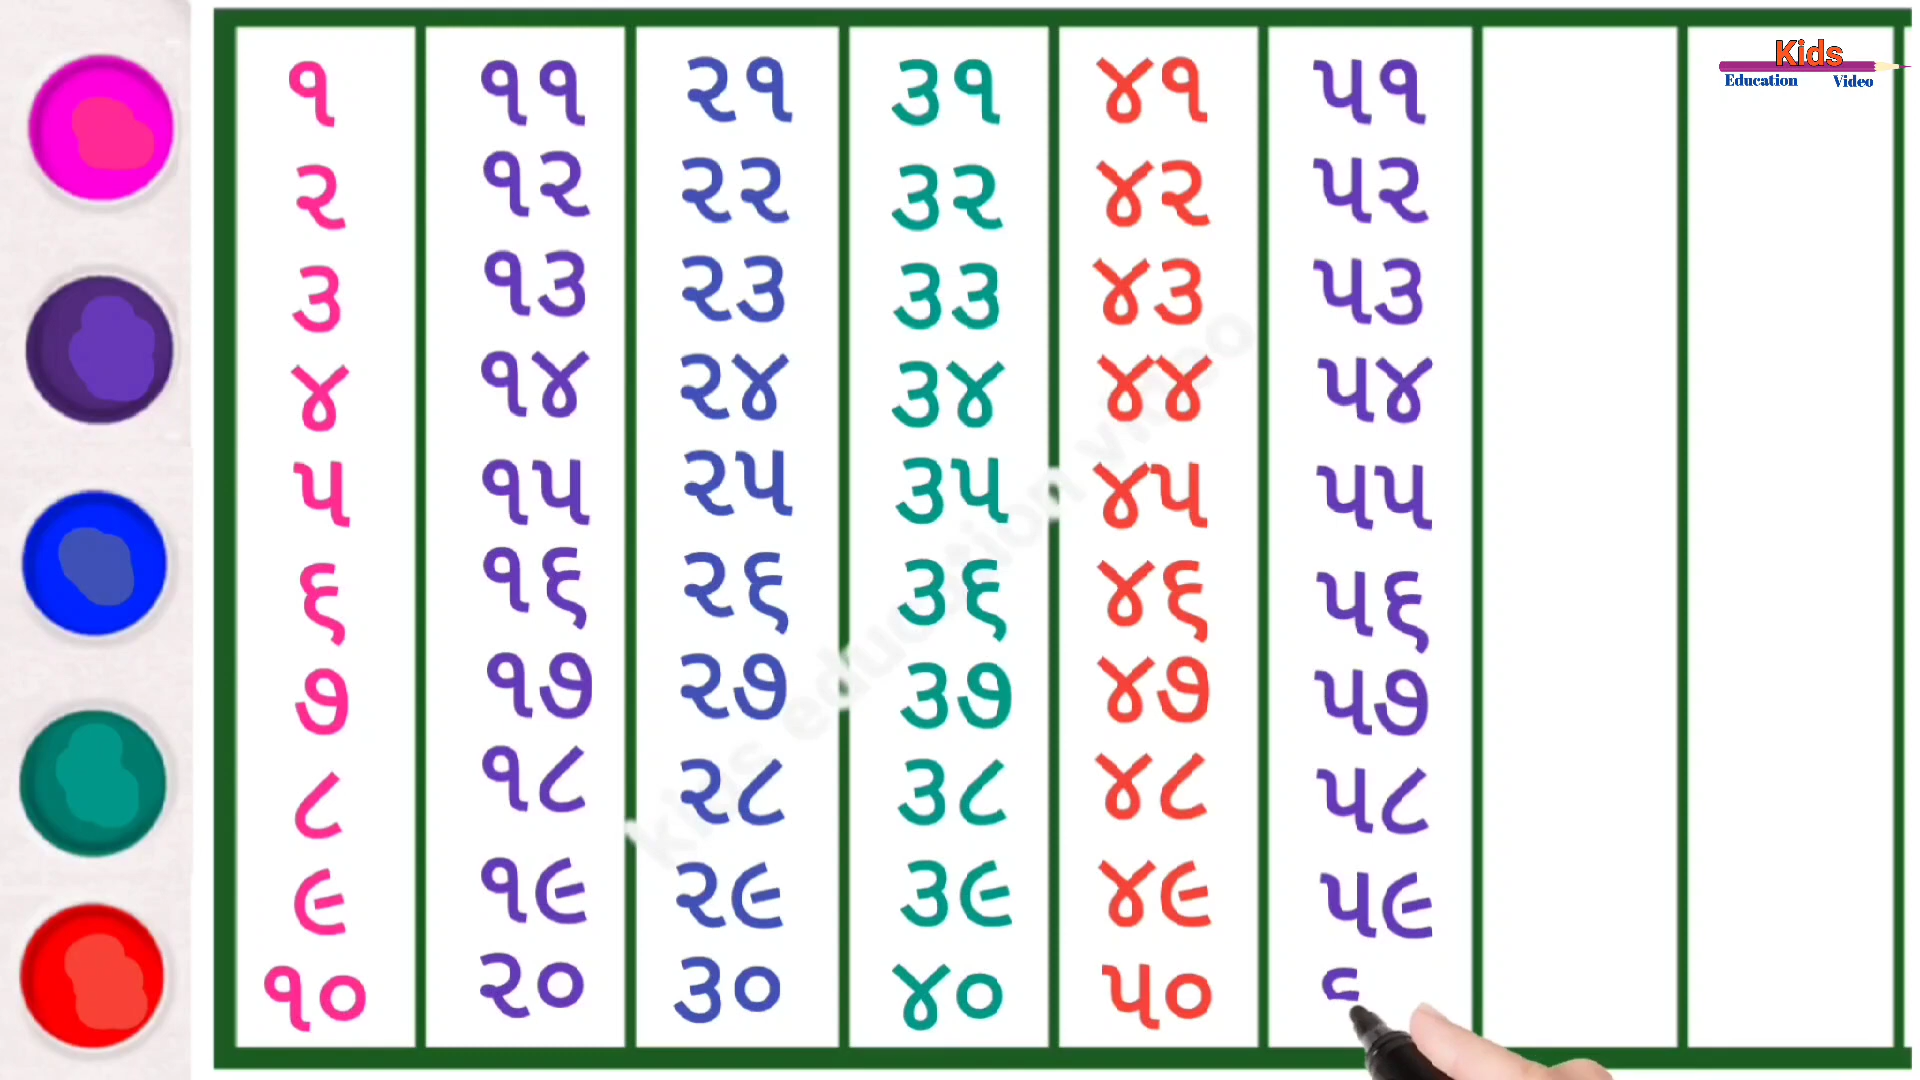 ૧ ૧૧ ૨૧ ૩૧ ૪૧ ૫૧
૨ ૧૨ ૨૨ ૩૨ ૪૨ ૫૨
૩ ૧૩ ૨૩ ૩૩ ૪૩ ૫૩
૪ ૧૪ ૨૪ ૩૪ ૪૪ ૫૪
૫ ૧૫ ૨૫ ૩૫ ૪૫ ૫૫
૬ ૧૬ ૨૬ ૩૬ ૪૬ ૫૬
૭ ૧૭ ૨૭ ૩૭ ૪૭ ૫૭
૮ ૧૮ ૨૮ ૩૮ ૪૮ ૫૮
૯ ૧૯ ૨૯ ૩૯ ૪૯ ૫૯
૧૦ ૨૦ ૩૦ ૪૦ ૫૦
Kids
Education Video
kids education video